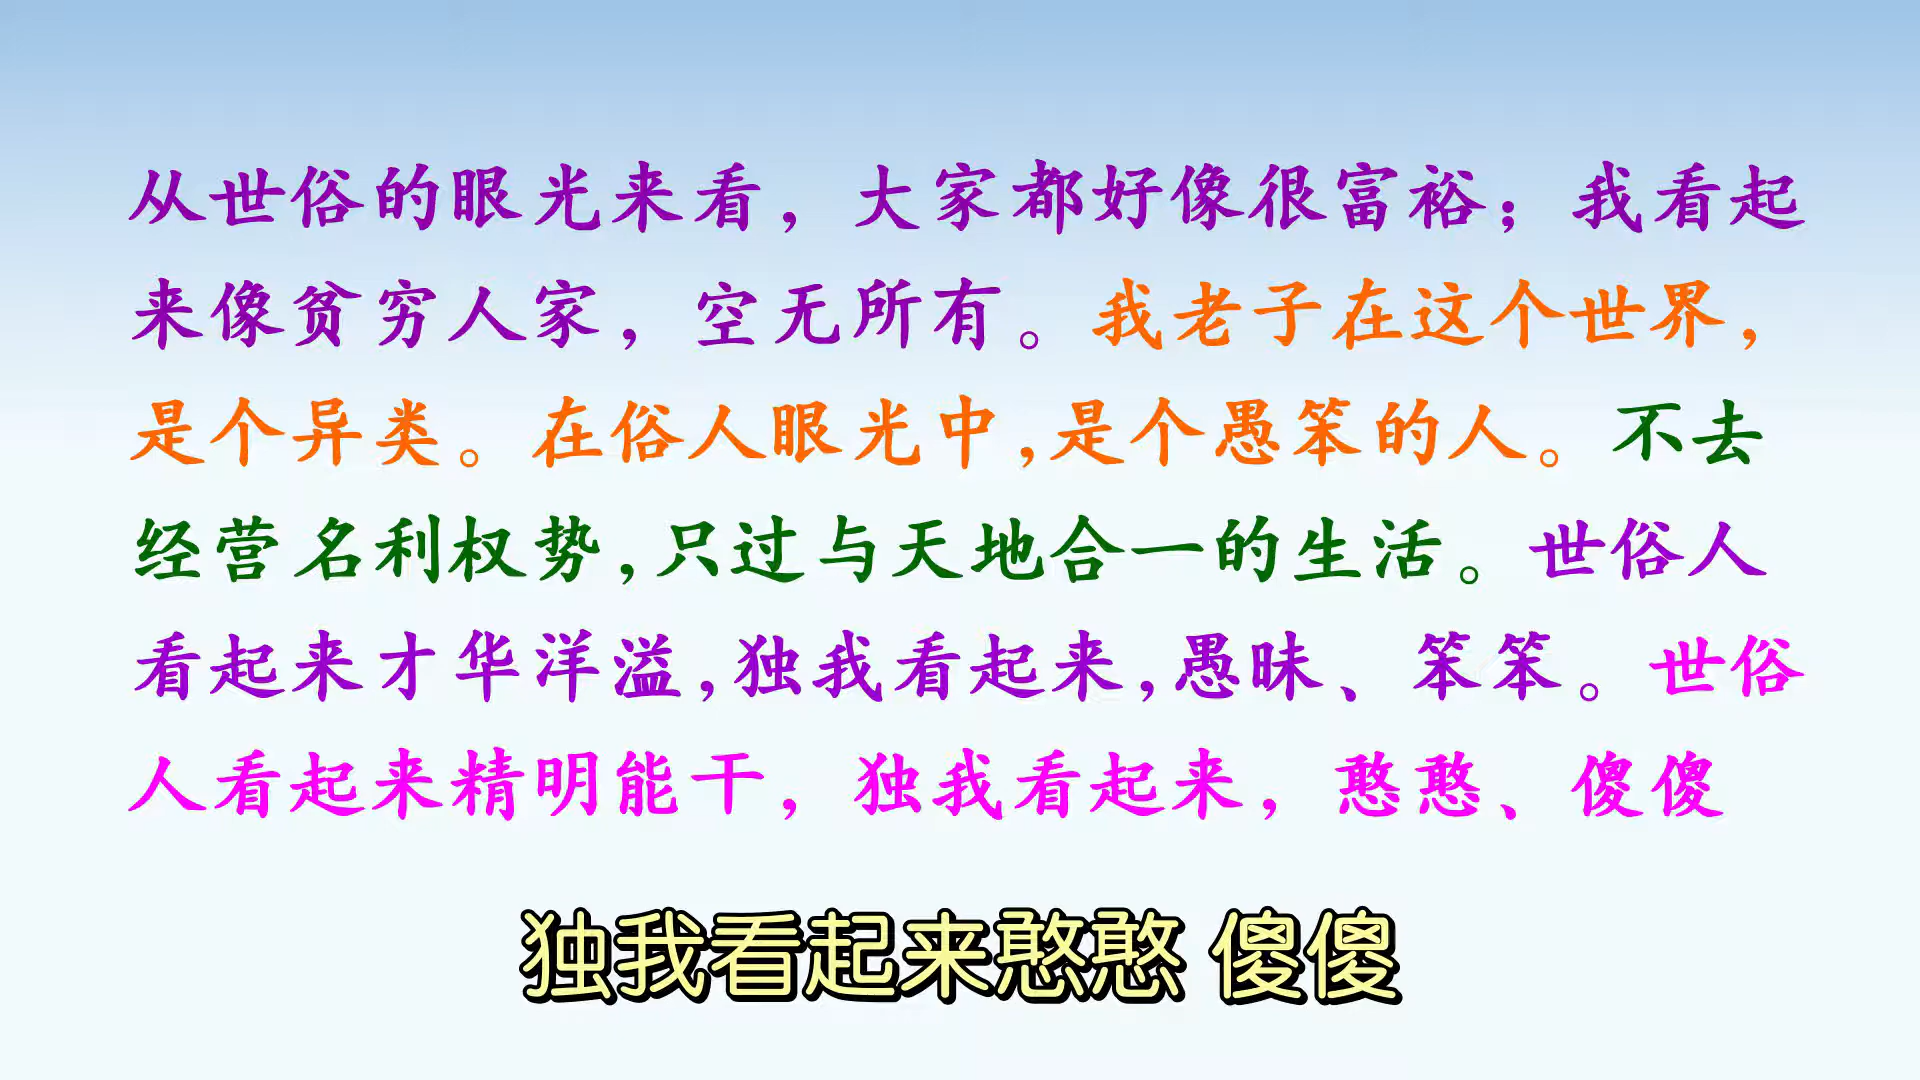 从世俗的眼光来看，大家都好像很富裕；我看起
来像贫穷人家，空无所有。我老子在这个世界，
是个异类。在俗人眼光中,是个愚笨的人。不去
经营名利权势,只过与天地合一的生活。世俗人
看起来才华洋溢,独我看起来,愚昧、笨笨。世俗
人看起来精明能干，独我看起来，憨憨、傻傻
独我看起来憨憨 傻傻